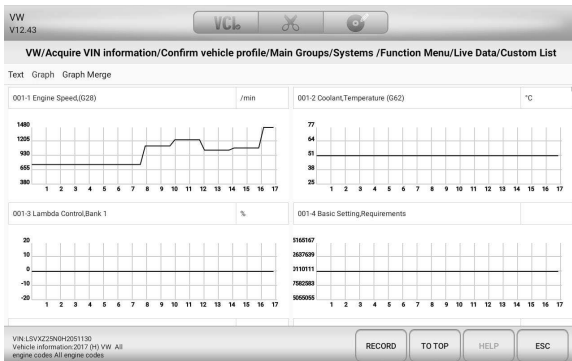 VW
V12.43
VCI
VW/Acquire VIN information/Confirm vehicle profile/Main Groups/Systems /Function Menu/Live Data/Custom List
Text Graph Graph Merge
001-1 Engine Speed,(G28) /min
001-2 Coolant,Temperature (G62) °C
1480
1205
930
655
380
1 2 3 4 5 6 7 8 9 10 11 12 13 14 15 16 17
77
64
51
38
25
1 2 3 4 5 6 7 8 9 10 11 12 13 14 15 16 17
001-3 Lambda Control,Bank 1 %
001-4 Basic Setting,Requirements
20
10
0
-10
-20
1 2 3 4 5 6 7 8 9 10 11 12 13 14 15 16 17
5165167
2637639
0110111
7582583
5055055
1 2 3 4 5 6 7 8 9 10 11 12 13 14 15 16 17
VIN:LSVXZ25N0H2051130
Vehicle information:2017 (H) VW All
engine codes All engine codes
RECORD
TO TOP
HELP
ESC